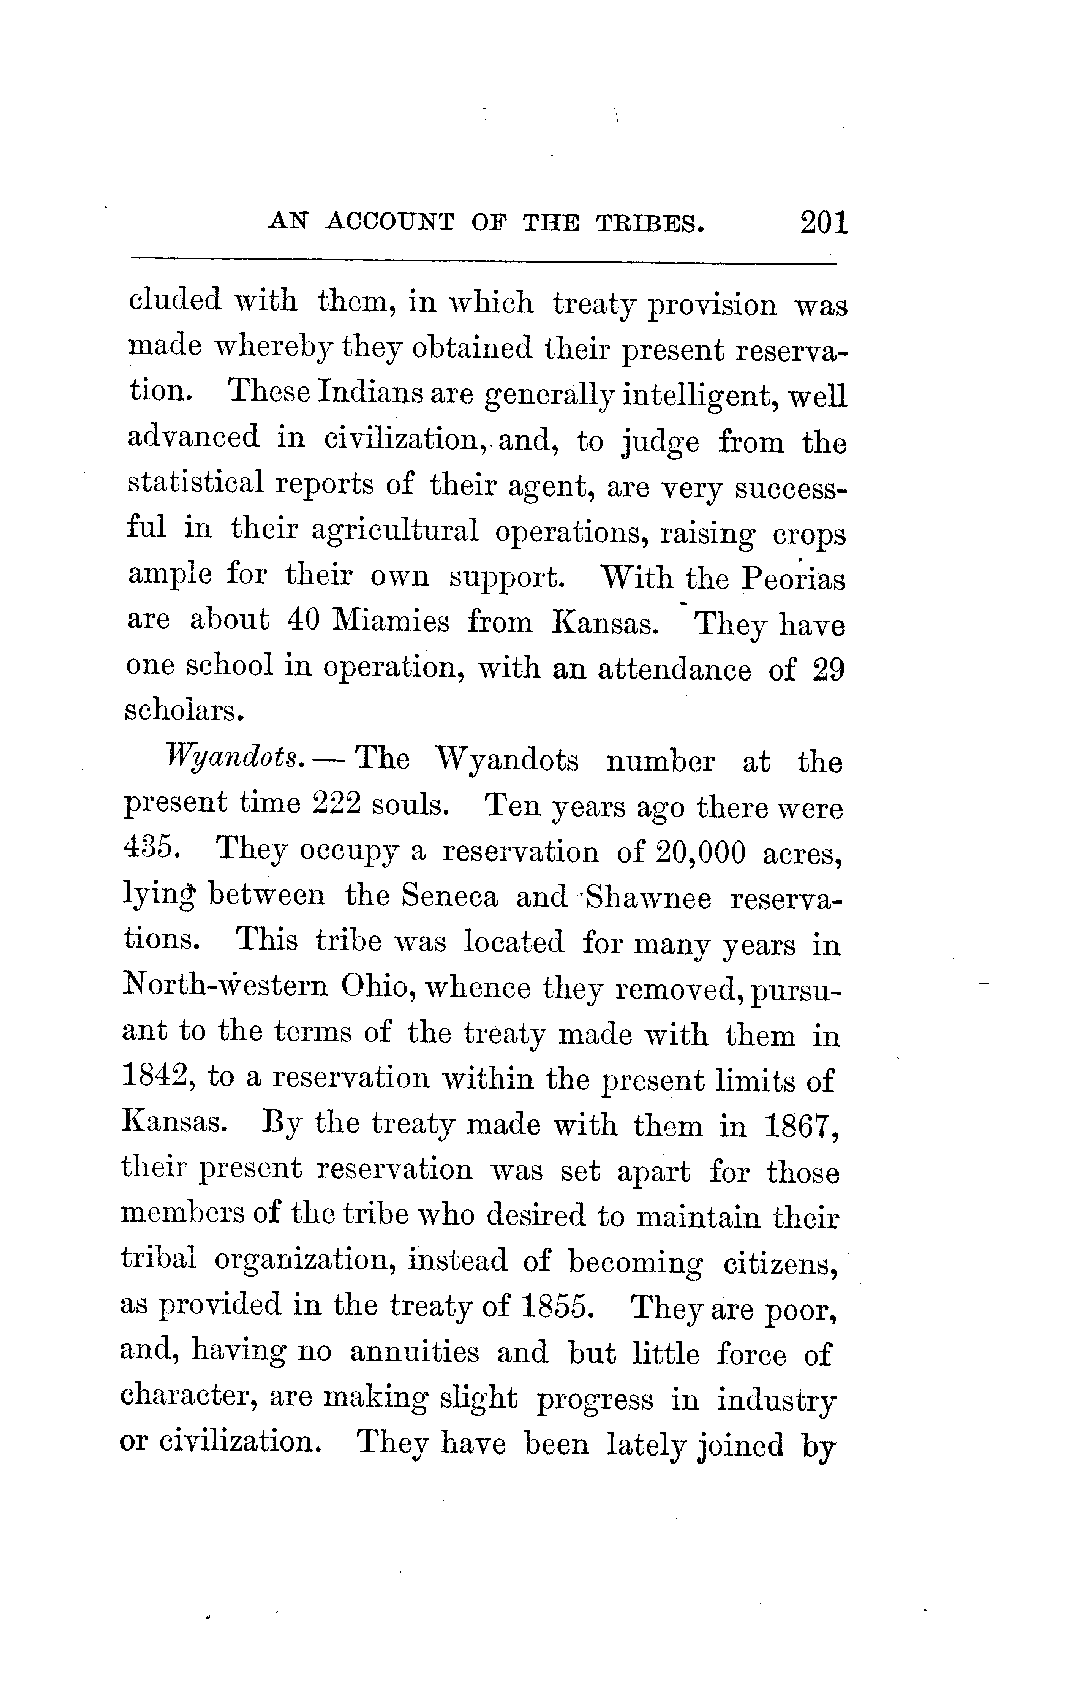 AN ACCOUNT OF THE TRIBES. 201
cluded with them, in which treaty provision was
made whereby they obtained their present reserva-
tion. These Indians are generally intelligent, well
advanced in civilization, and, to judge from the
statistical reports of their agent, are very success-
ful in their agricultural operations, raising crops
ample for their own support. With the Peorias
are about 40 Miamies from Kansas. They have
one school in operation, with an attendance of 29
scholars.
Wyandots. — The Wyandots number at the
present time 222 souls. Ten years ago there were
435. They occupy a reservation of 20,000 acres,
lying between the Seneca and Shawnee reserva-
tions. This tribe was located for many years in
North-western Ohio, whence they removed, pursu-
ant to the terms of the treaty made with them in
1842, to a reservation within the present limits of
Kansas. By the treaty made with them in 1867,
their present reservation was set apart for those
members of the tribe who desired to maintain their
tribal organization, instead of becoming citizens,
as provided in the treaty of 1855. They are poor,
and, having no annuities and but little force of
character, are making slight progress in industry
or civilization. They have been lately joined by